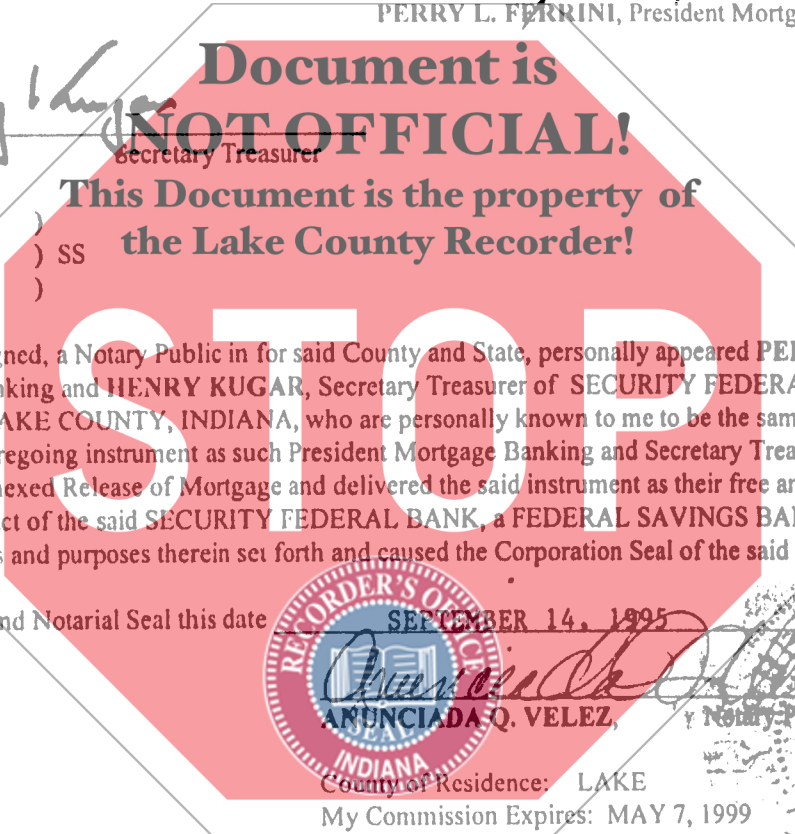 PERRY L. FERRINI, President Mortg
Document is
NOT OFFICIAL!
Secretary Treasurer
This Document is the property of
the Lake County Recorder!
)
) SS
)
STOP
gned, a Notary Public in for said County and State, personally appeared PE
nking and HENRY KUGAR, Secretary Treasurer of SECURITY FEDERA
AKE COUNTY, INDIANA, who are personally known to me to be the sam
regoing instrument as such President Mortgage Banking and Secretary Trea
nexed Release of Mortgage and delivered the said instrument as their free an
ct of the said SECURITY FEDERAL BANK, a FEDERAL SAVINGS BA
s and purposes therein set forth and caused the Corporation Seal of the said
nd Notarial Seal this date SEPTEMBER 14, 1995
RECORDER'S OFFICE
SEAL
INDIANA
ANUNCIADA Q. VELEZ, Notary P
County of Residence: LAKE
My Commission Expires: MAY 7, 1999